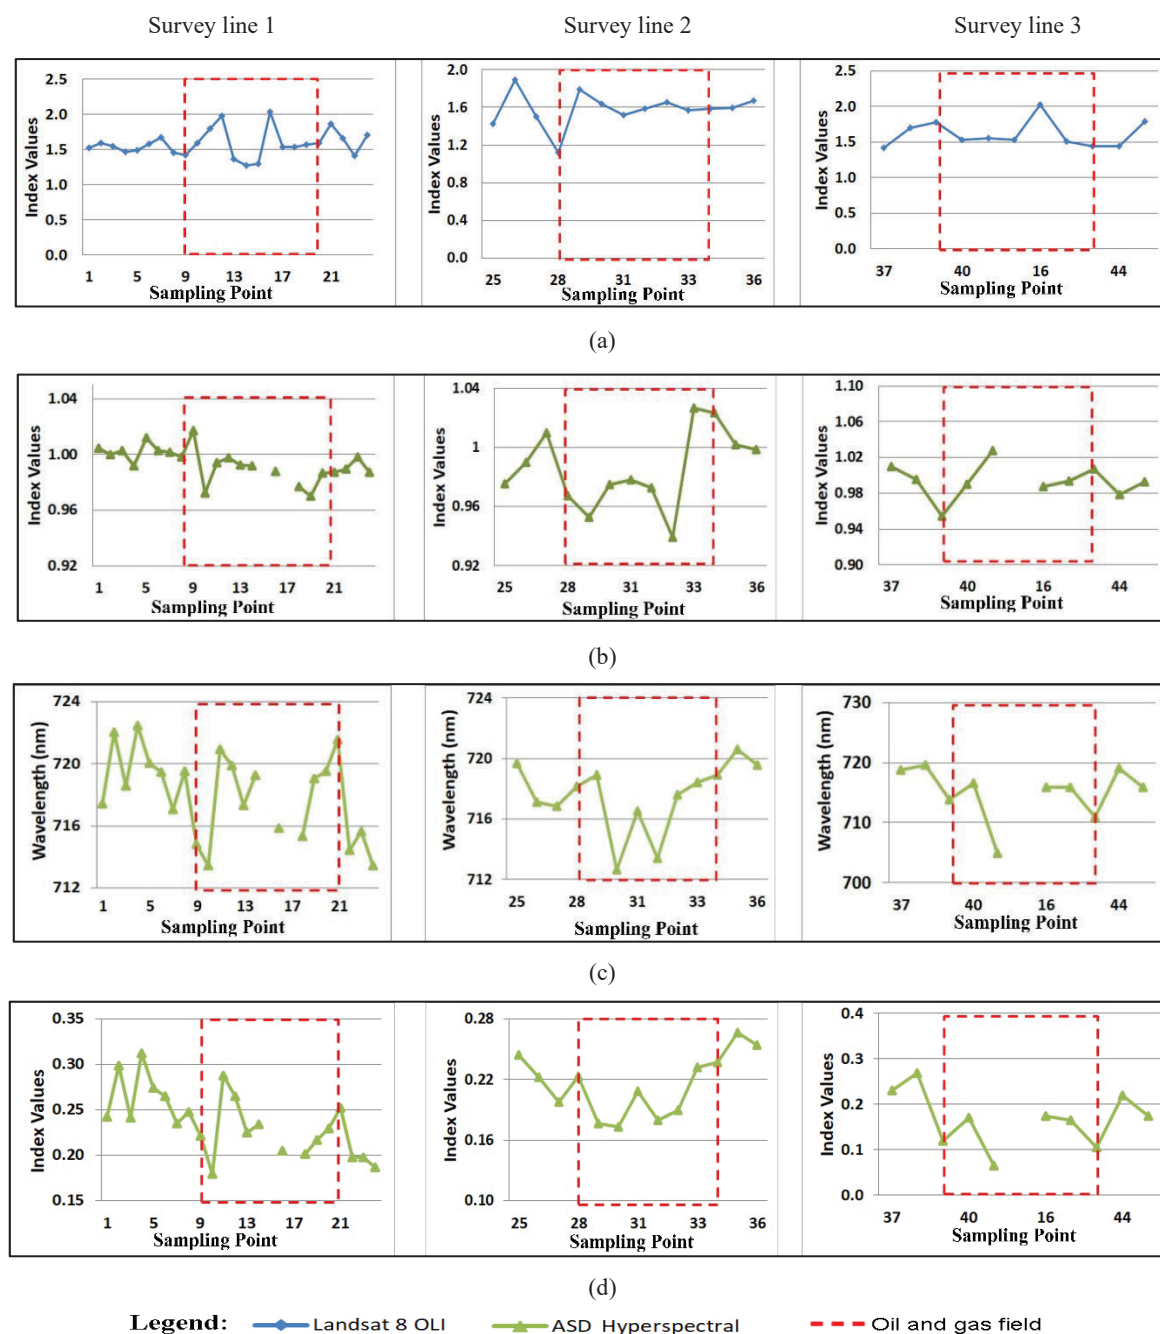 Survey line 1 Survey line 2 Survey line 3
Index Values
2.5
2.0
1.5
1.0
0.5
0.0
1 5 9 13 17 21
Sampling Point
Index Values
2.0
1.6
1.2
0.8
0.4
0.0
25 28 31 33 36
Sampling Point
Index Values
2.5
2.0
1.5
1.0
0.5
0.0
37 40 16 44
Sampling Point
(a)
Index Values
1.04
1.00
0.96
0.92
1 5 9 13 17 21
Sampling Point
Index Values
1.04
1
0.96
0.92
25 28 31 33 36
Sampling Point
Index Values
1.10
1.06
1.02
0.98
0.94
0.90
37 40 16 44
Sampling Point
(b)
Wavelength (nm)
724
720
716
712
1 5 9 13 17 21
Sampling Point
Wavelength (nm)
724
720
716
712
25 28 31 33 36
Sampling Point
Wavelength (nm)
730
720
710
700
37 40 16 44
Sampling Point
(c)
Index Values
0.35
0.30
0.25
0.20
0.15
1 5 9 13 17 21
Sampling Point
Index Values
0.28
0.22
0.16
0.10
25 28 31 33 36
Sampling Point
Index Values
0.4
0.3
0.2
0.1
0.0
37 40 16 44
Sampling Point
(d)
Legend: Landsat 8 OLI ASD Hyperspectral Oil and gas field